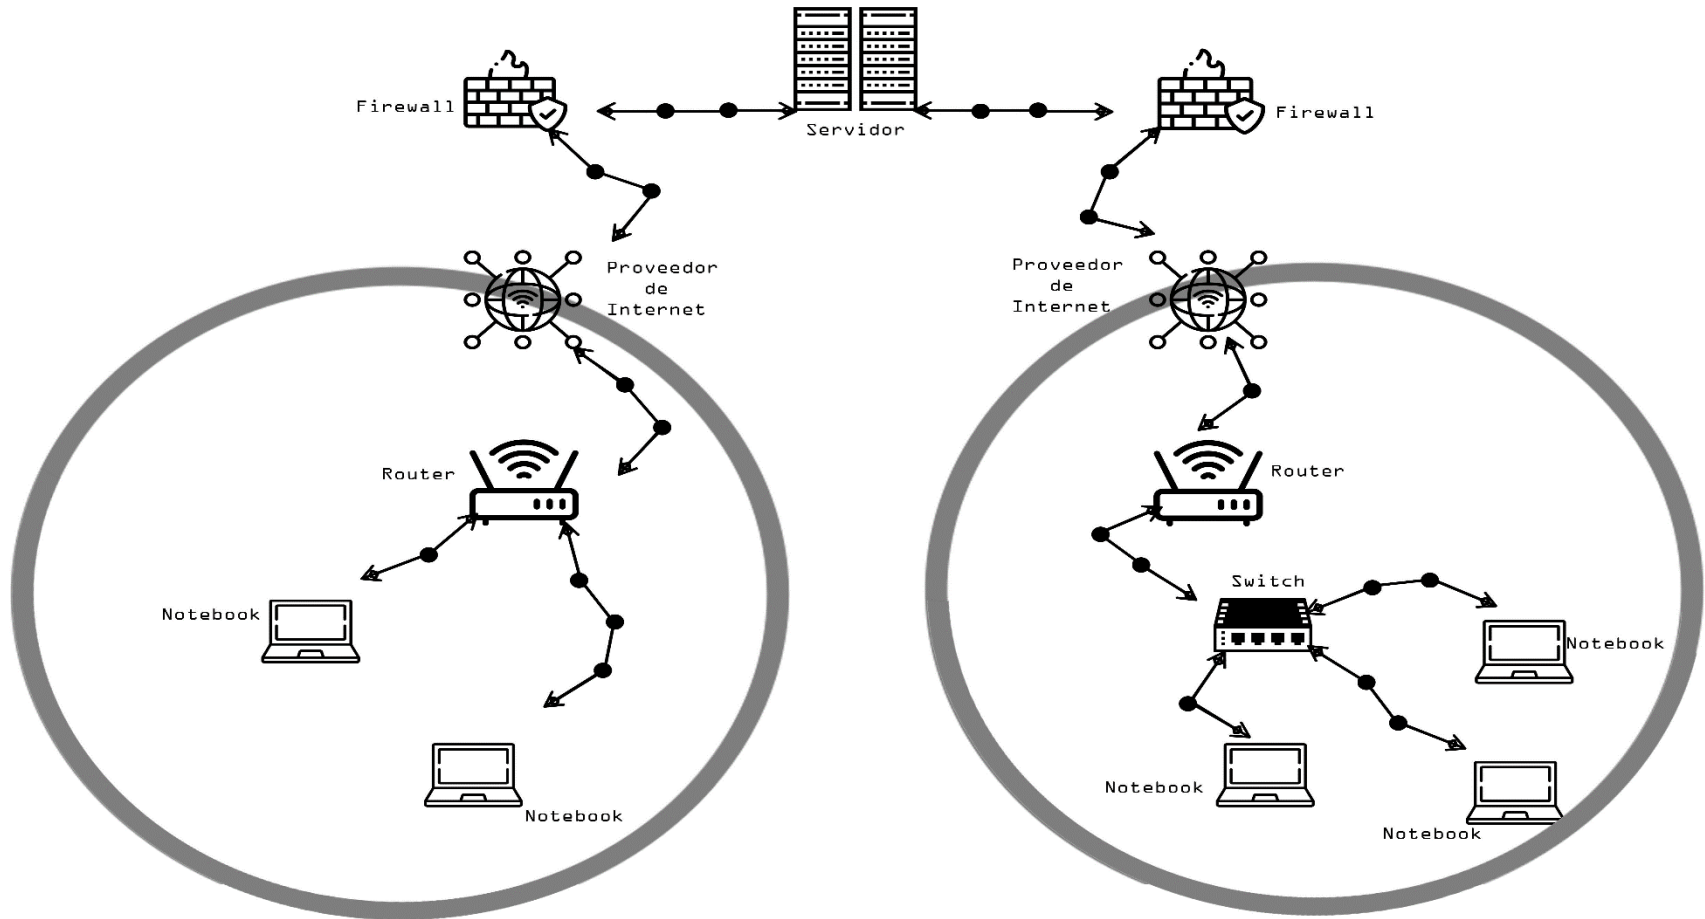 Firewall
Servidor
Firewall
Proveedor
de
Internet
Proveedor
de
Internet
Router
Router
Switch
Notebook
Notebook
Notebook
Notebook
Notebook